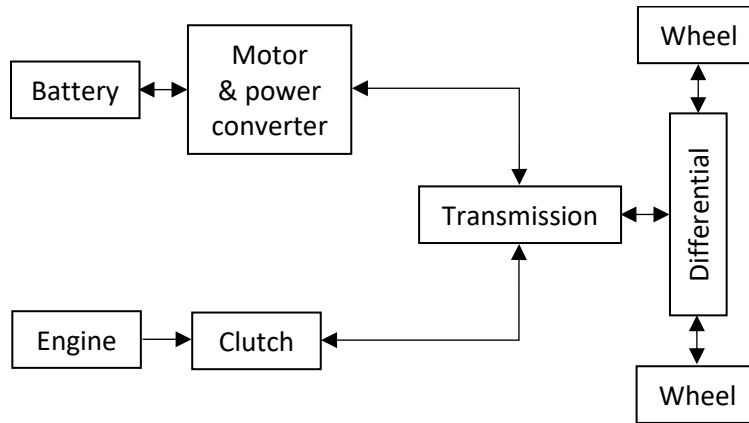 Wheel
Battery
Motor
& power
converter
Differential
Transmission
Engine
Clutch
Wheel